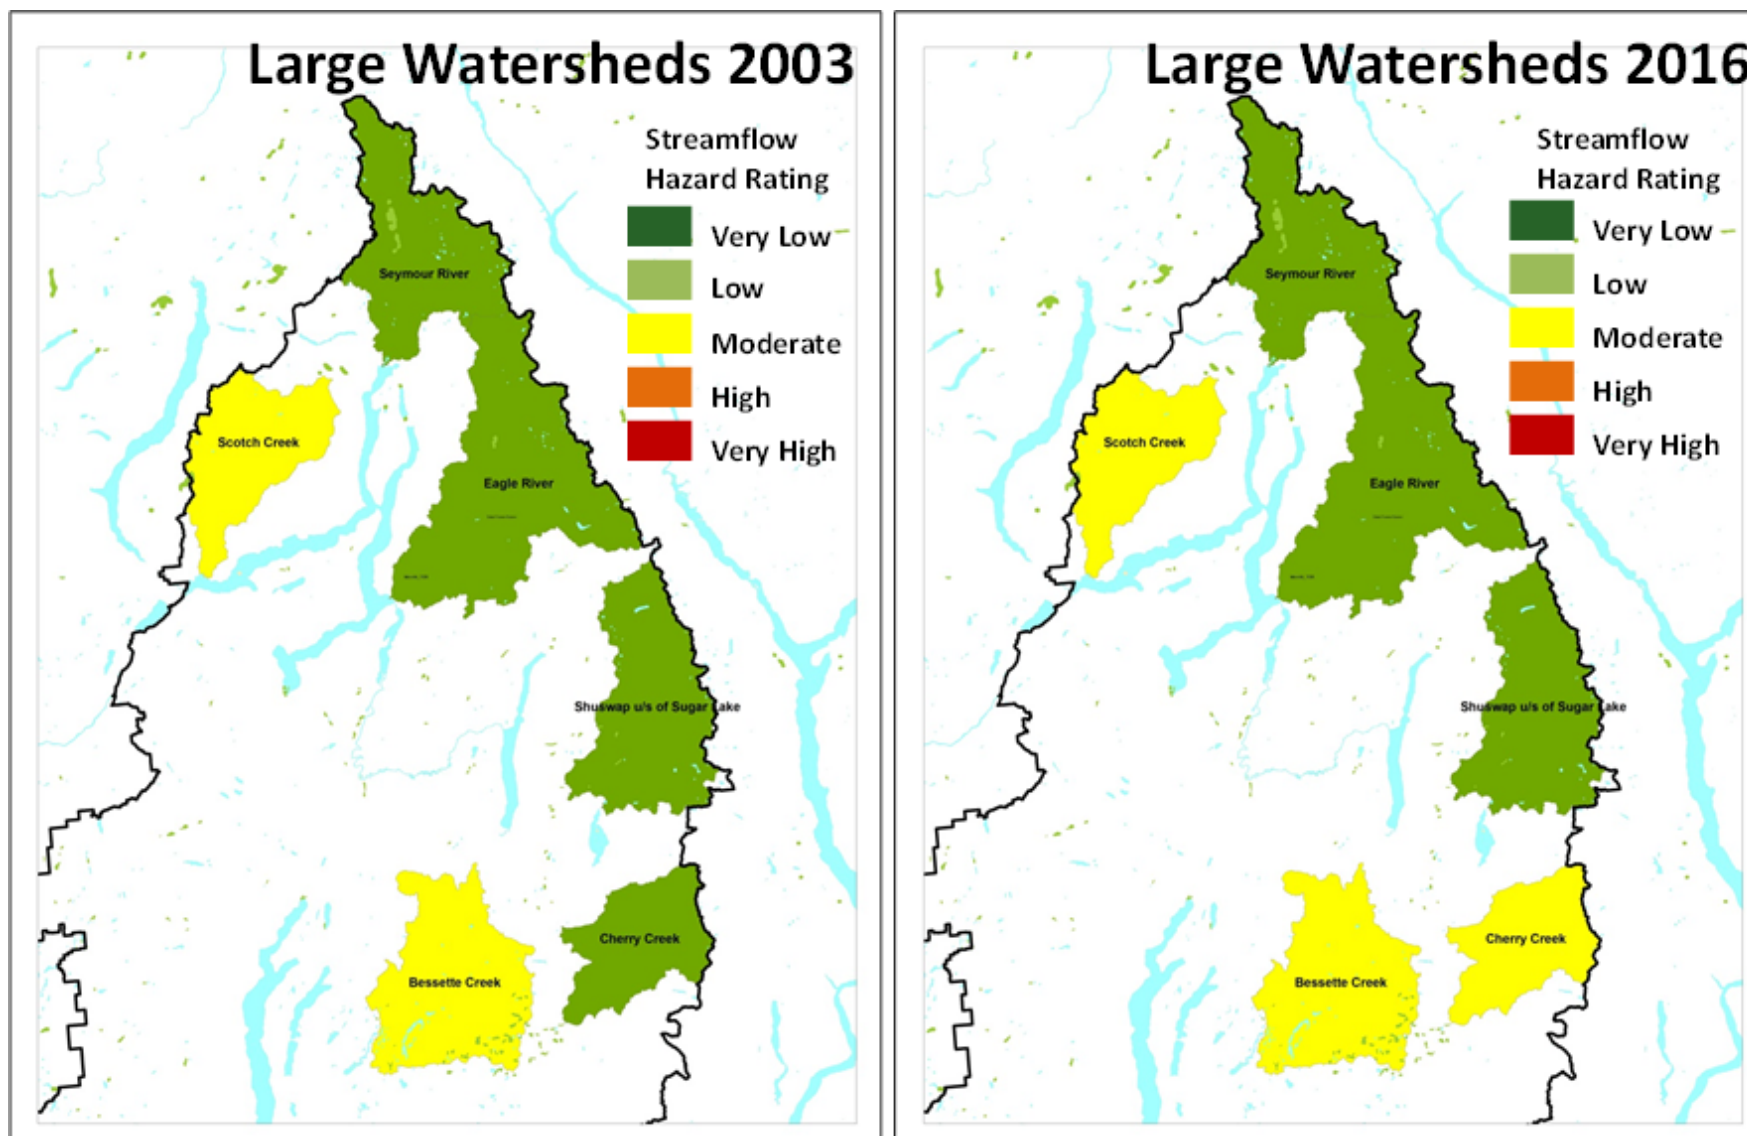 Large Watersheds 2003
Streamflow
Hazard Rating
Very Low
Low
Moderate
High
Very High
Seymour River
Scotch Creek
Eagle River
Shuswap u/s of Sugar Lake
Cherry Creek
Bessette Creek
Large Watersheds 2016
Streamflow
Hazard Rating
Very Low
Low
Moderate
High
Very High
Seymour River
Scotch Creek
Eagle River
Shuswap u/s of Sugar Lake
Cherry Creek
Bessette Creek